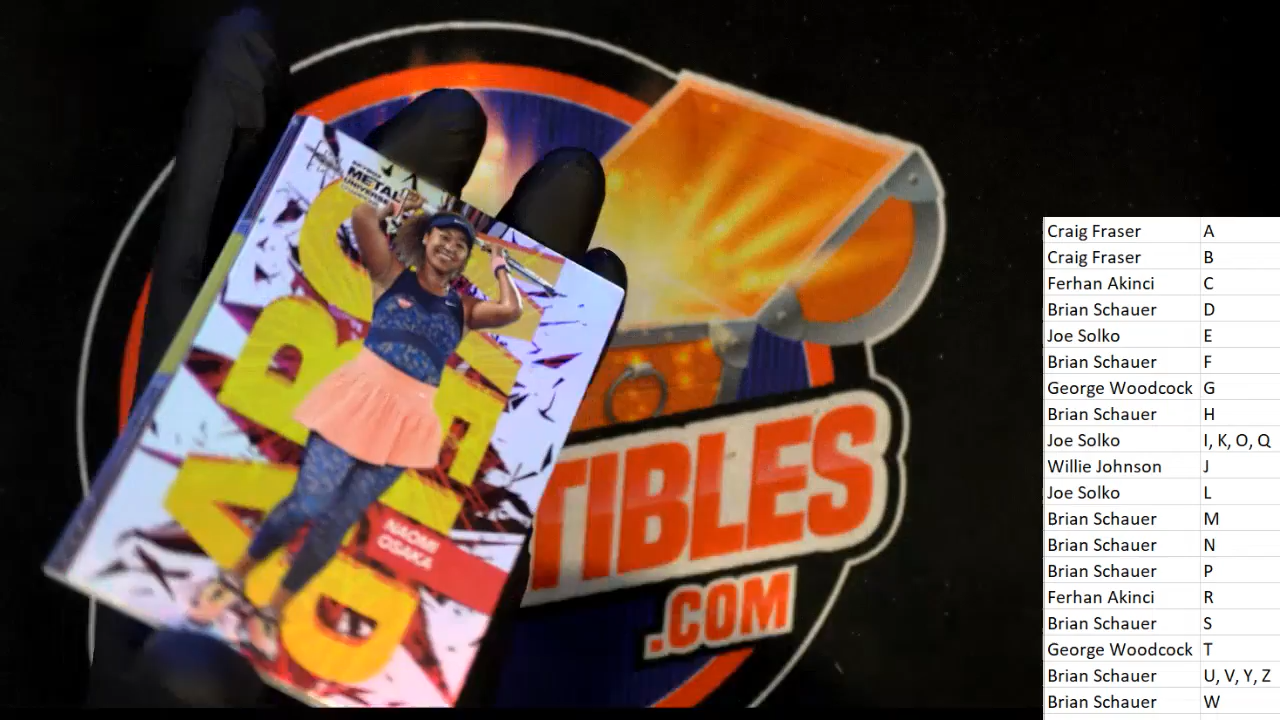 METAL
UNIVERSE
NAOMI
OSAKA
TIBLES
.COM
Craig Fraser A
Craig Fraser B
Ferhan Akinci C
Brian Schauer D
Joe Solko E
Brian Schauer F
George Woodcock G
Brian Schauer H
Joe Solko I, K, O, Q
Willie Johnson J
Joe Solko L
Brian Schauer M
Brian Schauer N
Brian Schauer P
Ferhan Akinci R
Brian Schauer S
George Woodcock T
Brian Schauer U, V, Y, Z
Brian Schauer W